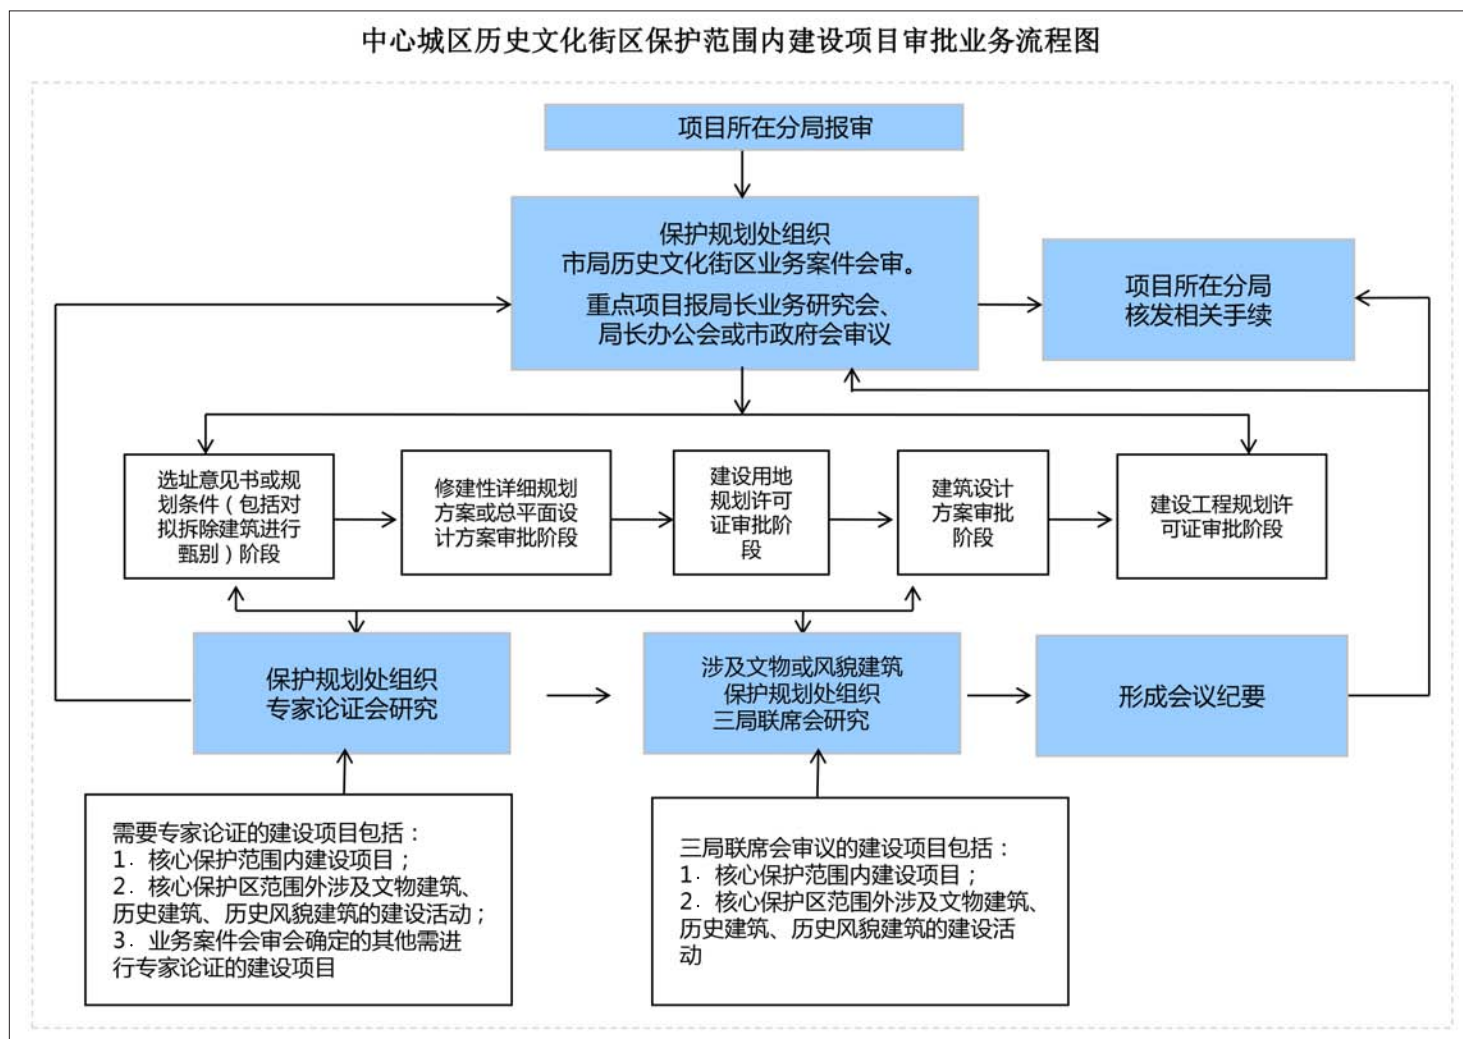 中心城区历史文化街区保护范围内建设项目审批业务流程图
项目所在分局报审
保护规划处组织
市局历史文化街区业务案件会审。
重点项目报局长业务研究会、
局长办公会或市政府会审议
项目所在分局
核发相关手续
选址意见书或规
划条件（包括对
拟拆除建筑进行
甄别）阶段
修建性详细规划
方案或总平面设
计方案审批阶段
建设用地
规划许可
证审批阶
段
建筑设计
方案审批
阶段
建设工程规划许
可证审批阶段
保护规划处组织
专家论证会研究
涉及文物或风貌建筑
保护规划处组织
三局联席会研究
形成会议纪要
需要专家论证的建设项目包括：
1．核心保护范围内建设项目；
2．核心保护区范围外涉及文物建筑、
历史建筑、历史风貌建筑的建设活动；
3．业务案件会审会确定的其他需进
行专家论证的建设项目
三局联席会审议的建设项目包括：
1．核心保护范围内建设项目；
2．核心保护区范围外涉及文物建筑、
历史建筑、历史风貌建筑的建设活
动